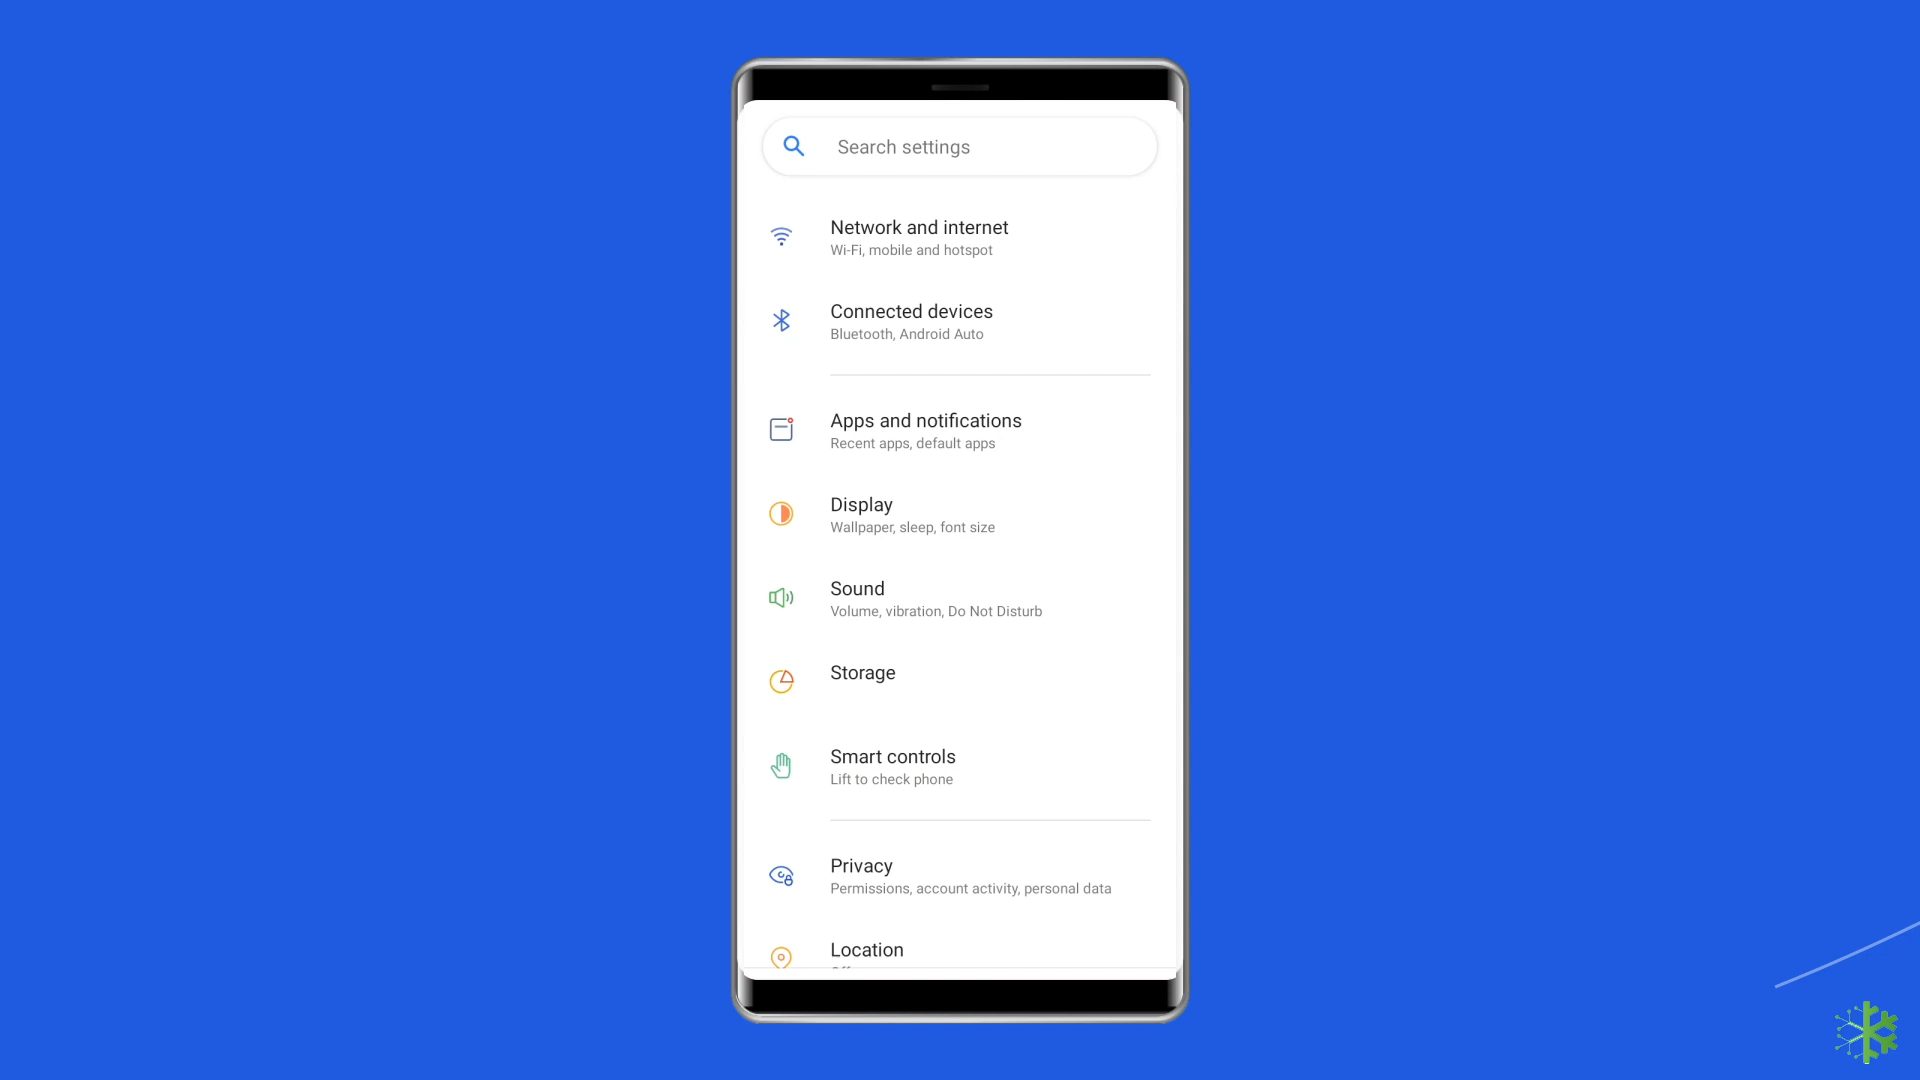 Search settings
Network and internet
Wi-Fi, mobile and hotspot
Connected devices
Bluetooth, Android Auto
Apps and notifications
Recent apps, default apps
Display
Wallpaper, sleep, font size
Sound
Volume, vibration, Do Not Disturb
Storage
Smart controls
Lift to check phone
Privacy
Permissions, account activity, personal data
Location